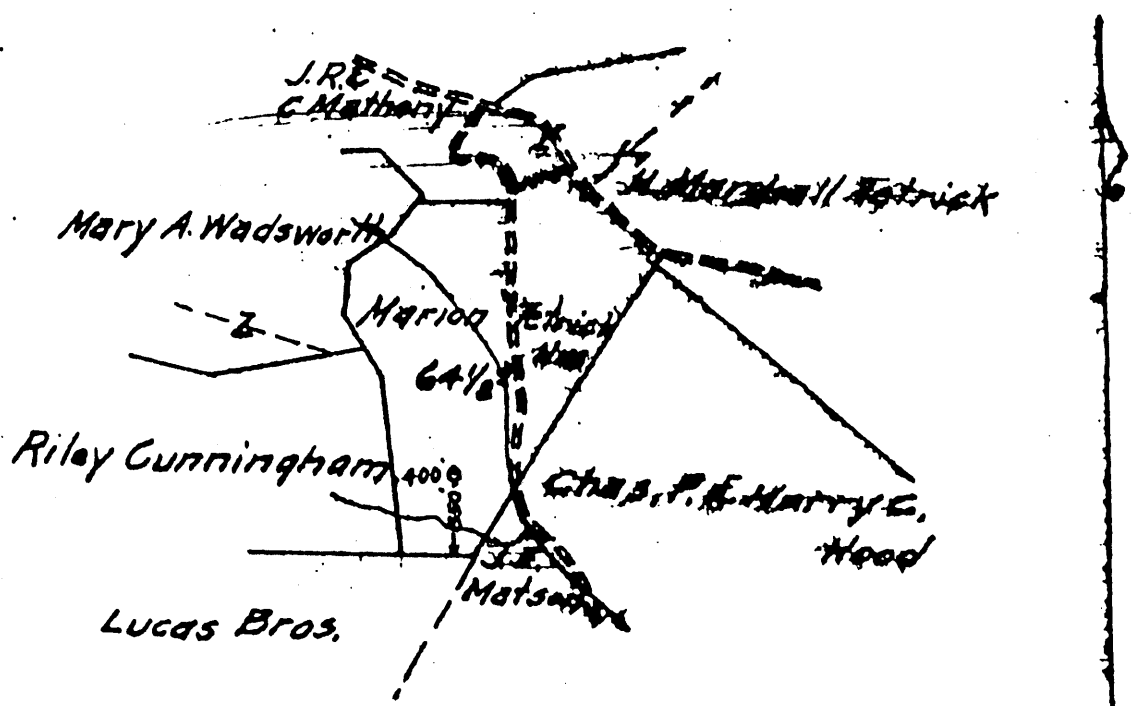 J.R.&
C Matheny
H. Marshall Fetrick
Mary A. Wadsworth
Z
Marion Fetrick
64½
Riley Cunningham
400'
Chas. P. & Harry C.
Hood
Matson
Lucas Bros.